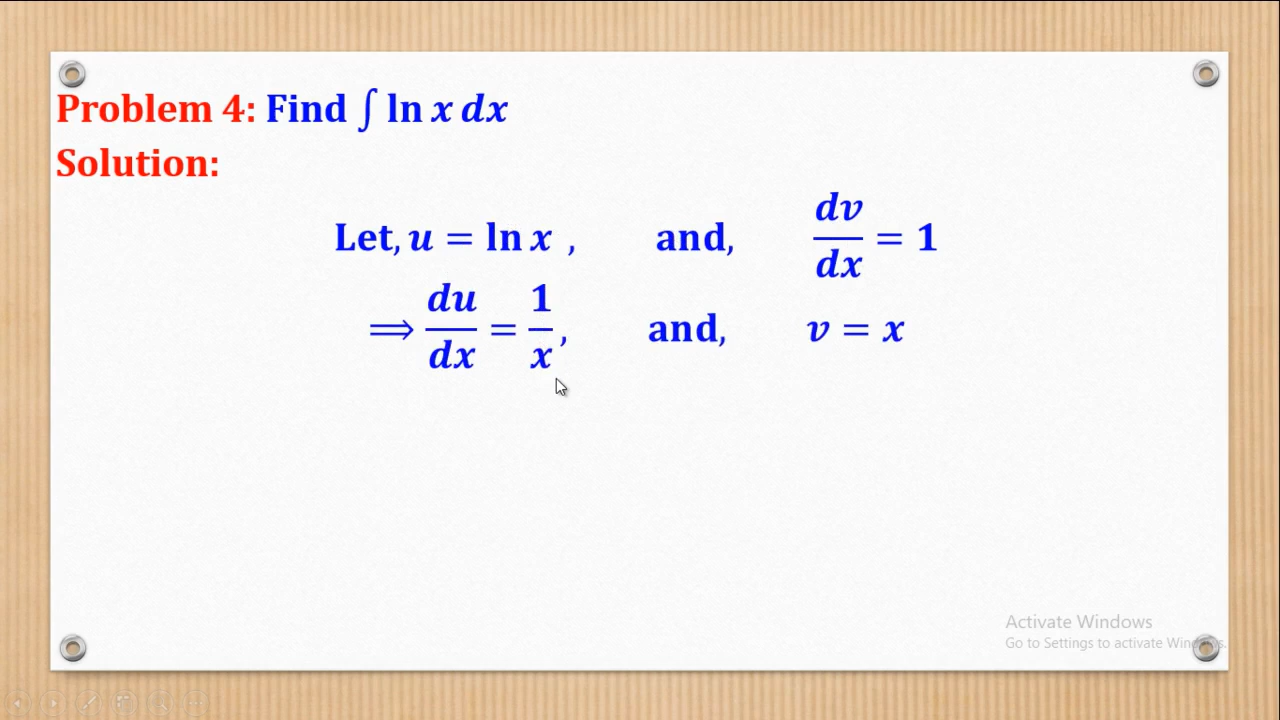 Problem 4: Find ∫ ln x dx
Solution:
Let, u = ln x , and, dv/dx = 1
⟹ du/dx = 1/x, and, v = x
Activate Windows
Go to Settings to activate Windows.